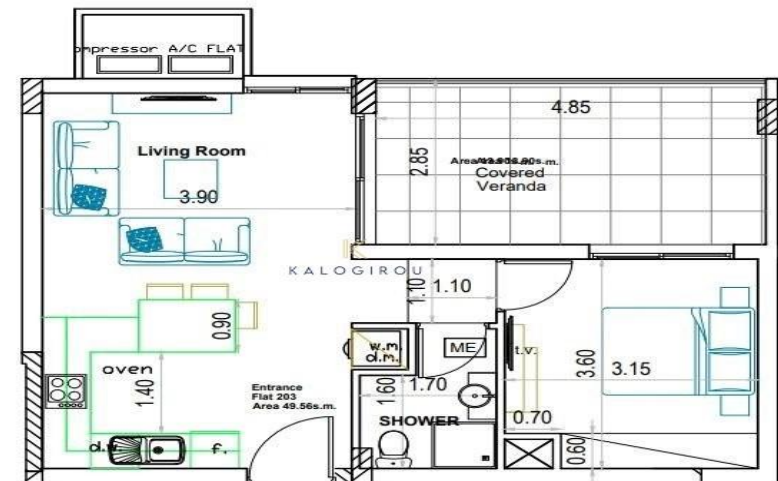 A/C FLAT
Living Room
3.90
4.85
2.85
Covered
Veranda
KALOGIROU
1.10
1.10
0.90
w.m.
d.m.
ME
t.v.
oven
1.40
Entrance
Flat 203
Area 49.56s.m.
1.60
1.70
SHOWER
3.60
3.15
0.70
0.60
d.w.
f.